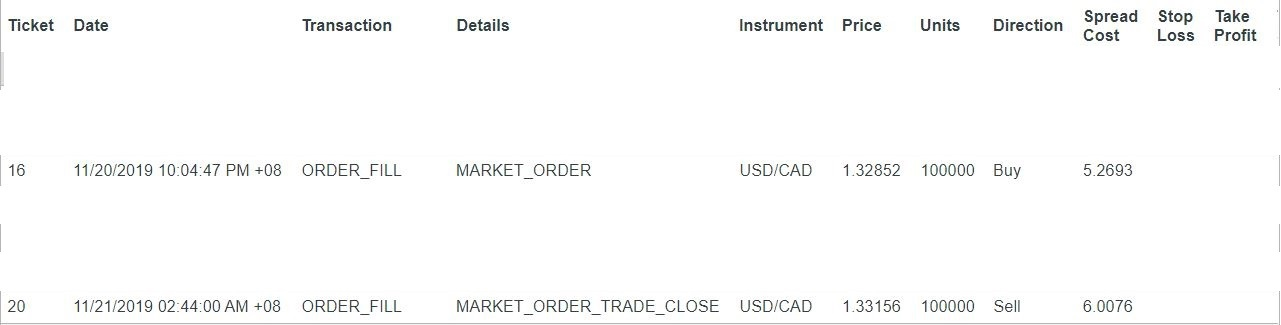 Ticket Date Transaction Details Instrument Price Units Direction Spread Cost Stop Loss Take Profit
16 11/20/2019 10:04:47 PM +08 ORDER_FILL MARKET_ORDER USD/CAD 1.32852 100000 Buy 5.2693
20 11/21/2019 02:44:00 AM +08 ORDER_FILL MARKET_ORDER_TRADE_CLOSE USD/CAD 1.33156 100000 Sell 6.0076